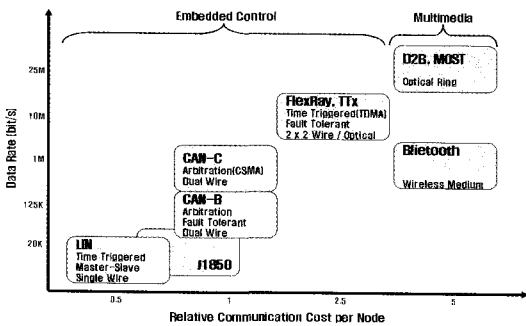 Embedded Control
Multimedia
D2B, MOST
Optical Ring
FlexRay, TTx
Time Triggered(TDMA)
Fault Tolerant
2 x 2 Wire / Optical
Bluetooth
Wireless Medium
CAN-C
Arbitration(CSMA)
Dual Wire
CAN-B
Arbitration
Fault Tolerant
Dual Wire
LIN
Time Triggered
Master-Slave
Single Wire
J1850
Data Rate (bit/s)
25M
10M
1M
125K
20K
0.5
1
2.5
5
Relative Communication Cost per Node